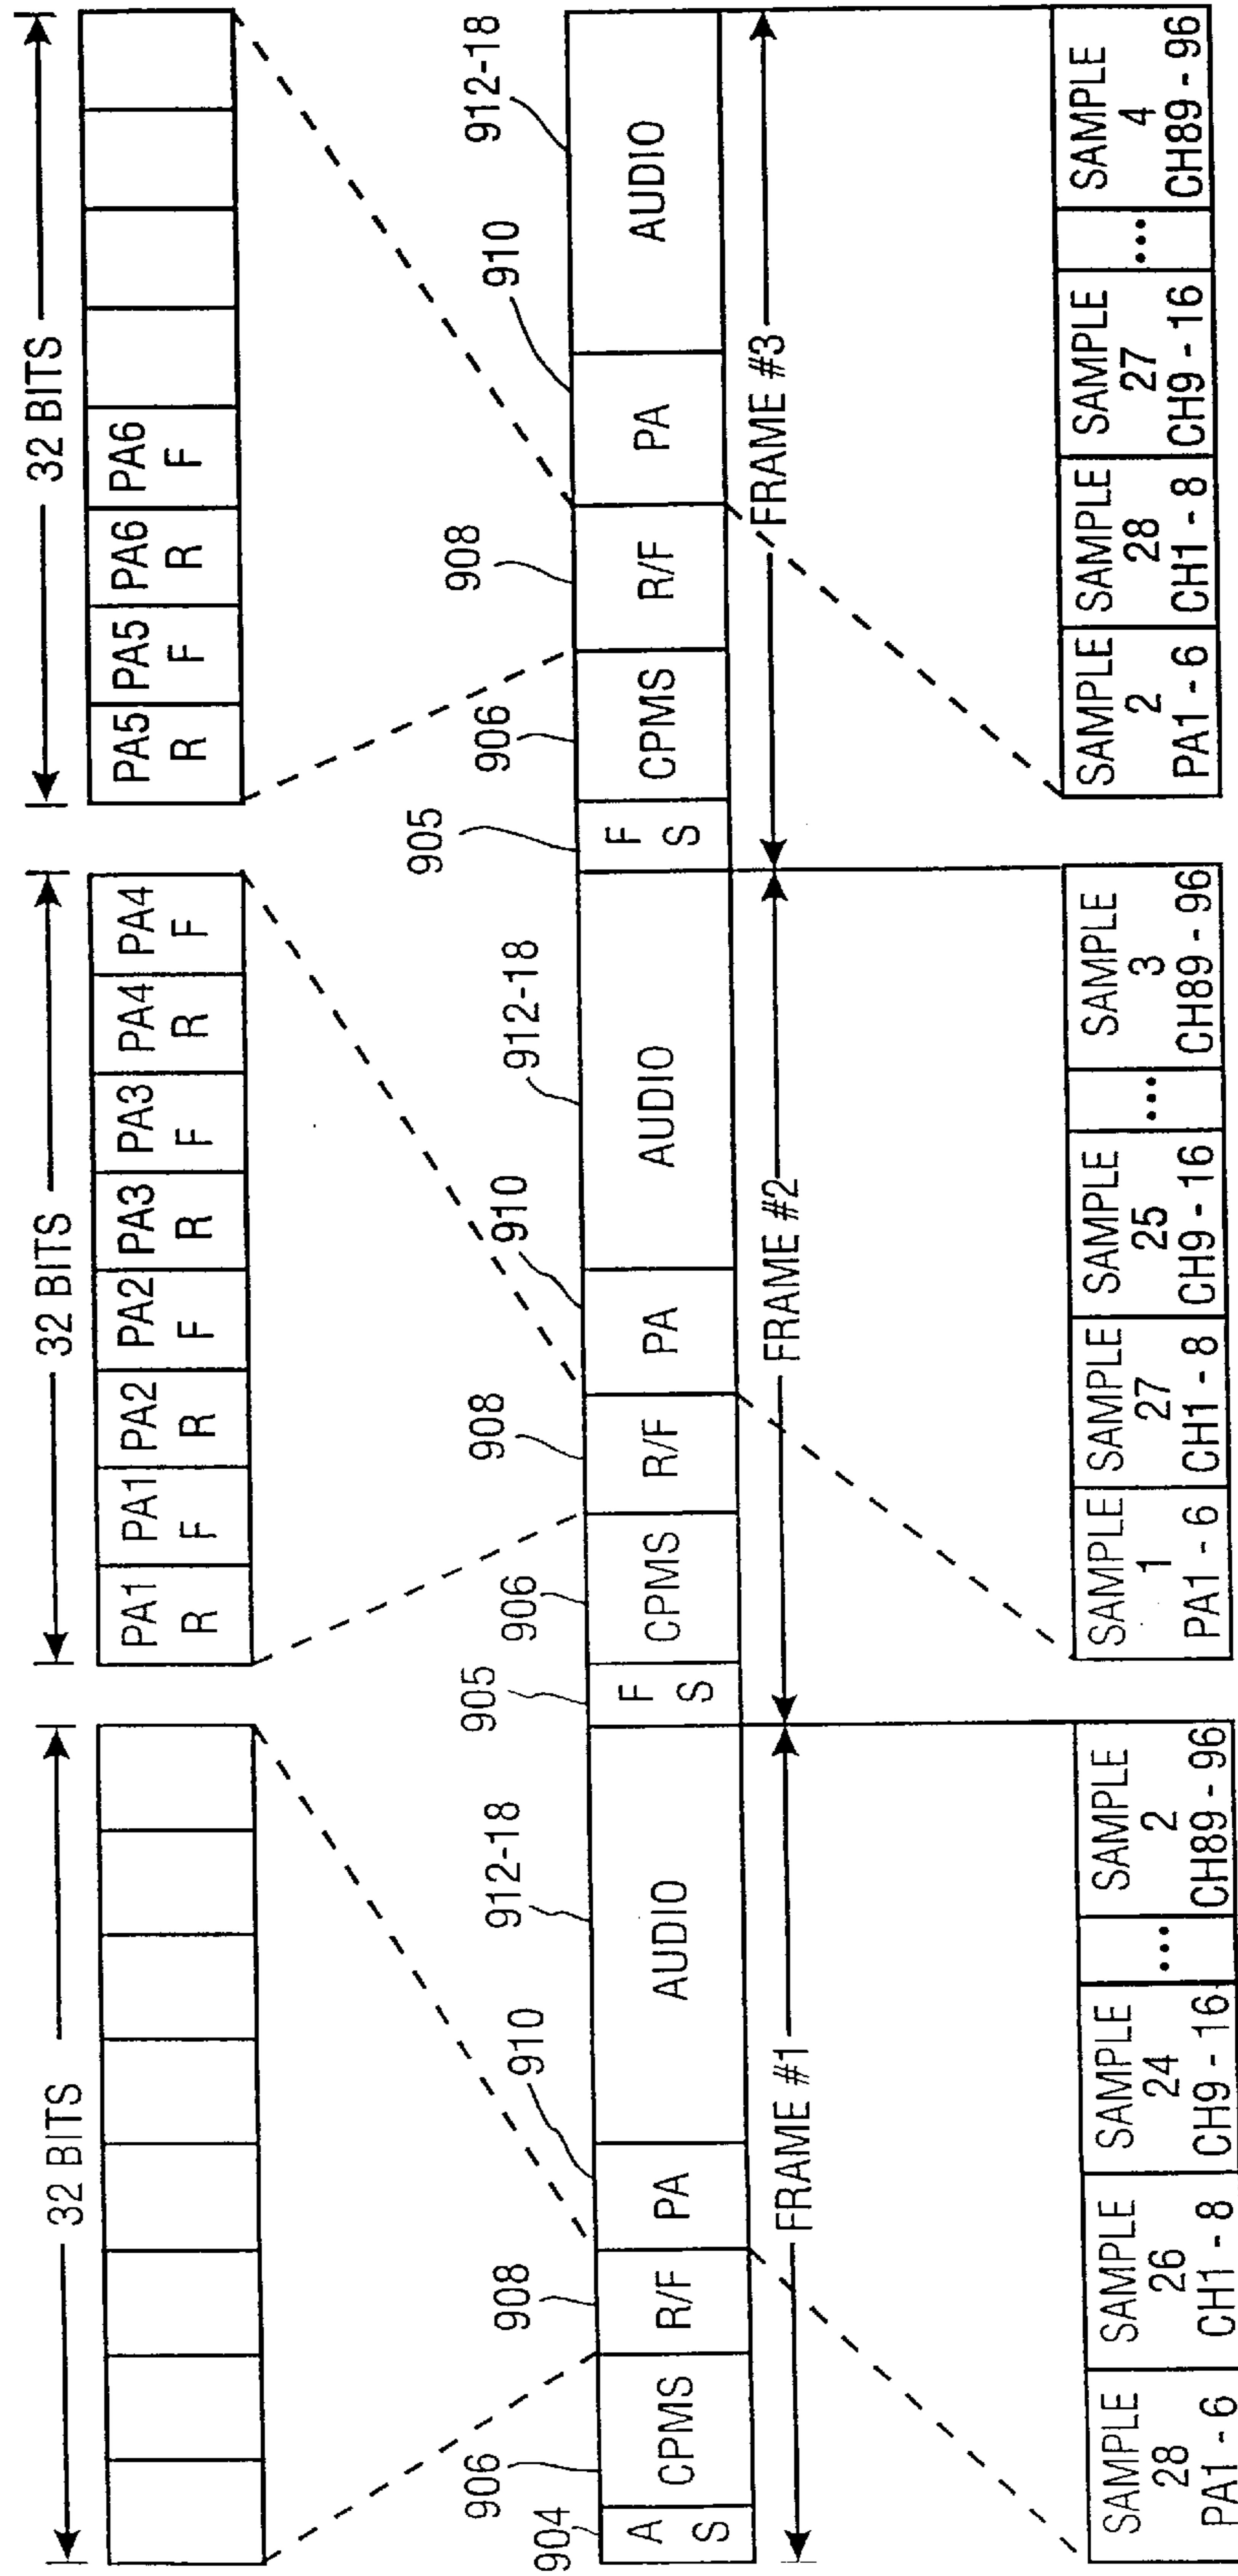 32 BITS
32 BITS
32 BITS
PA1 R
PA1 F
PA2 R
PA2 F
PA3 R
PA3 F
PA4 R
PA4 F
PA5 R
PA5 F
PA6 R
PA6 F
904
906
908
910
912-18
905
906
908
910
912-18
905
906
908
910
912-18
A S
CPMS
R/F
PA
AUDIO
F S
CPMS
R/F
PA
AUDIO
F S
CPMS
R/F
PA
AUDIO
FRAME #1
FRAME #2
FRAME #3
SAMPLE 28 PA1 - 6
SAMPLE 26 CH1 - 8
SAMPLE 24 CH9 - 16
...
SAMPLE 2 CH89 - 96
SAMPLE 1 PA1 - 6
SAMPLE 27 CH1 - 8
SAMPLE 25 CH9 - 16
...
SAMPLE 3 CH89 - 96
SAMPLE 2 PA1 - 6
SAMPLE 28 CH1 - 8
SAMPLE 27 CH9 - 16
...
SAMPLE 4 CH89 - 96